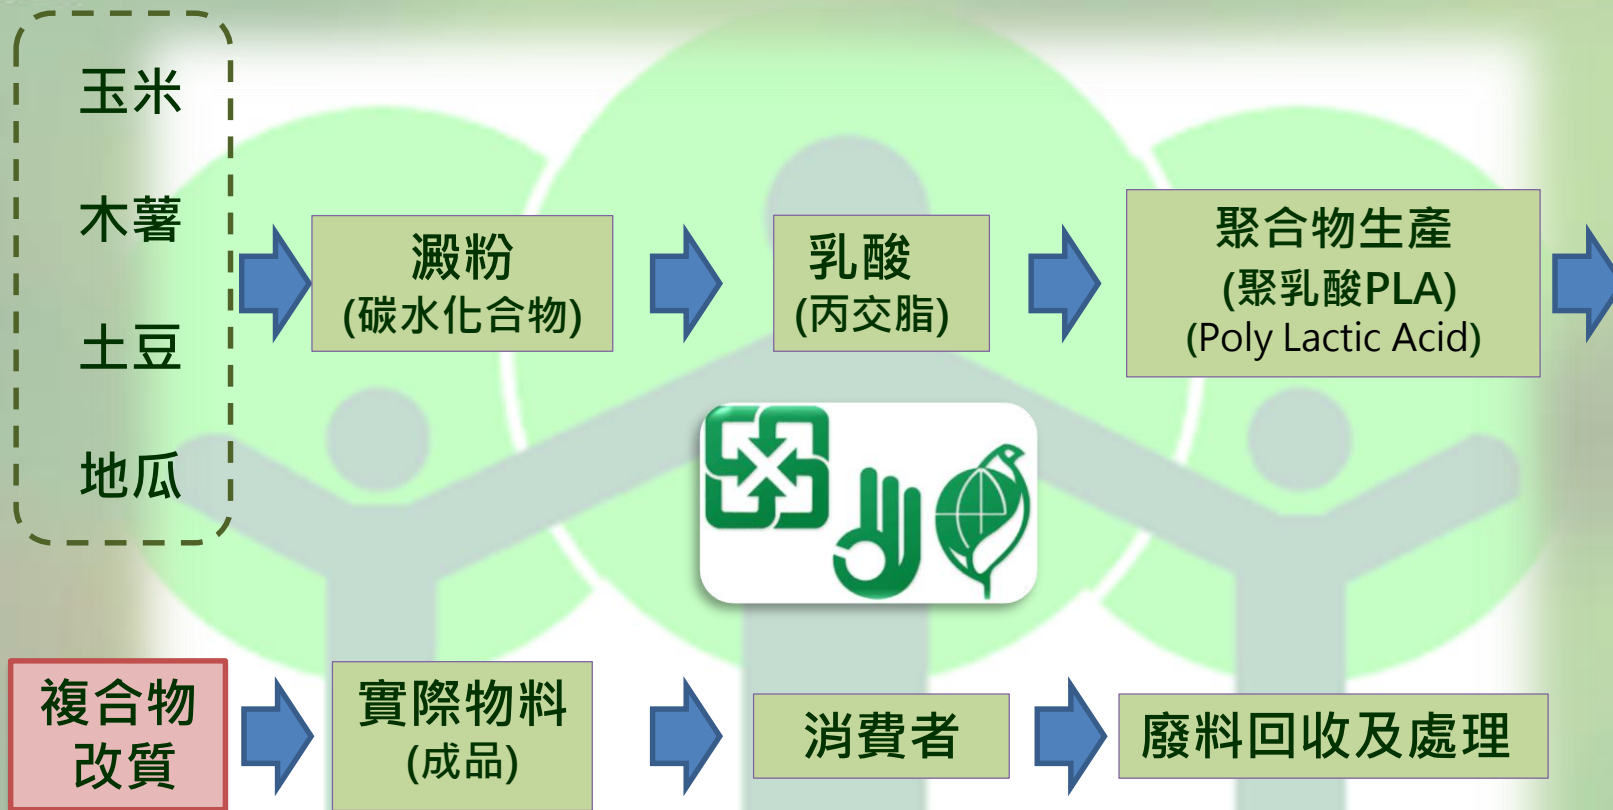 玉米
木薯
土豆
地瓜
澱粉
(碳水化合物)
乳酸
(丙交脂)
聚合物生產
(聚乳酸PLA)
(Poly Lactic Acid)
複合物
改質
實際物料
(成品)
消費者
廢料回收及處理